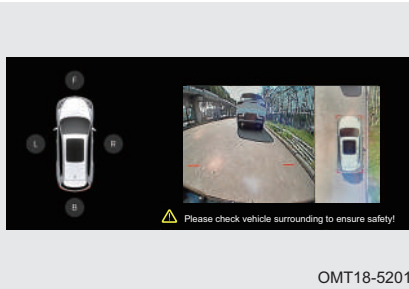 F
L
R
B
Please check vehicle surrounding to ensure safety!
OMT18-5201